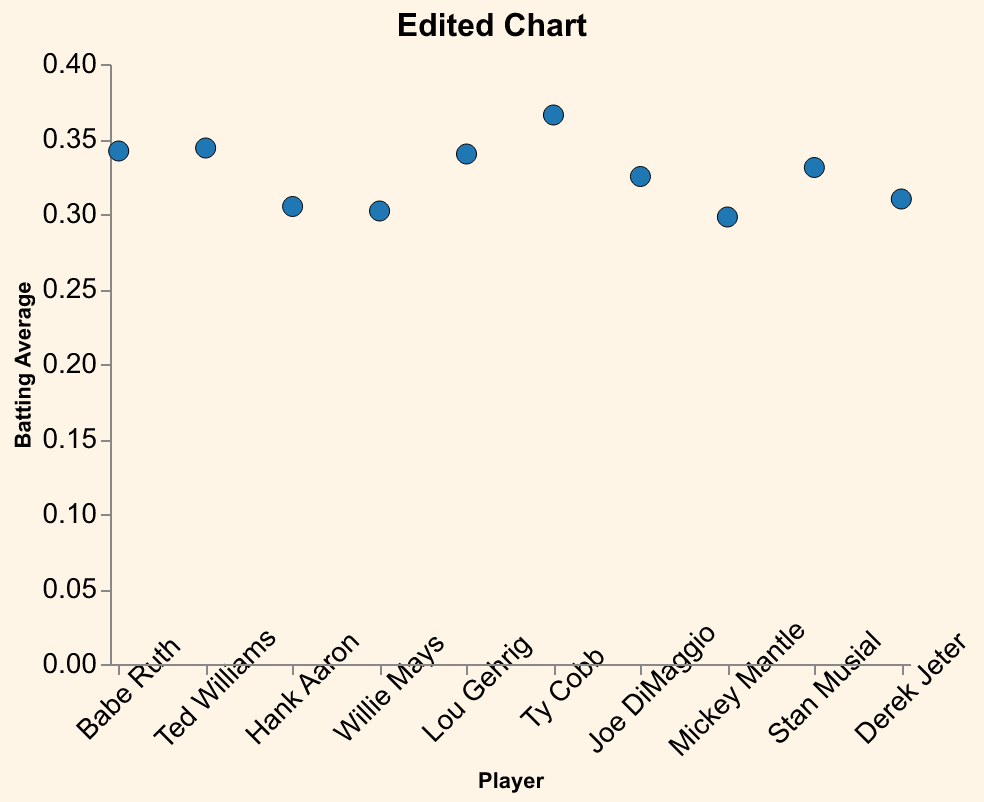 Edited Chart
0.40
0.35
0.30
0.25
0.20
0.15
0.10
0.05
0.00
Batting Average
Babe Ruth
Ted Williams
Hank Aaron
Willie Mays
Lou Gehrig
Ty Cobb
Joe DiMaggio
Mickey Mantle
Stan Musial
Derek Jeter
Player